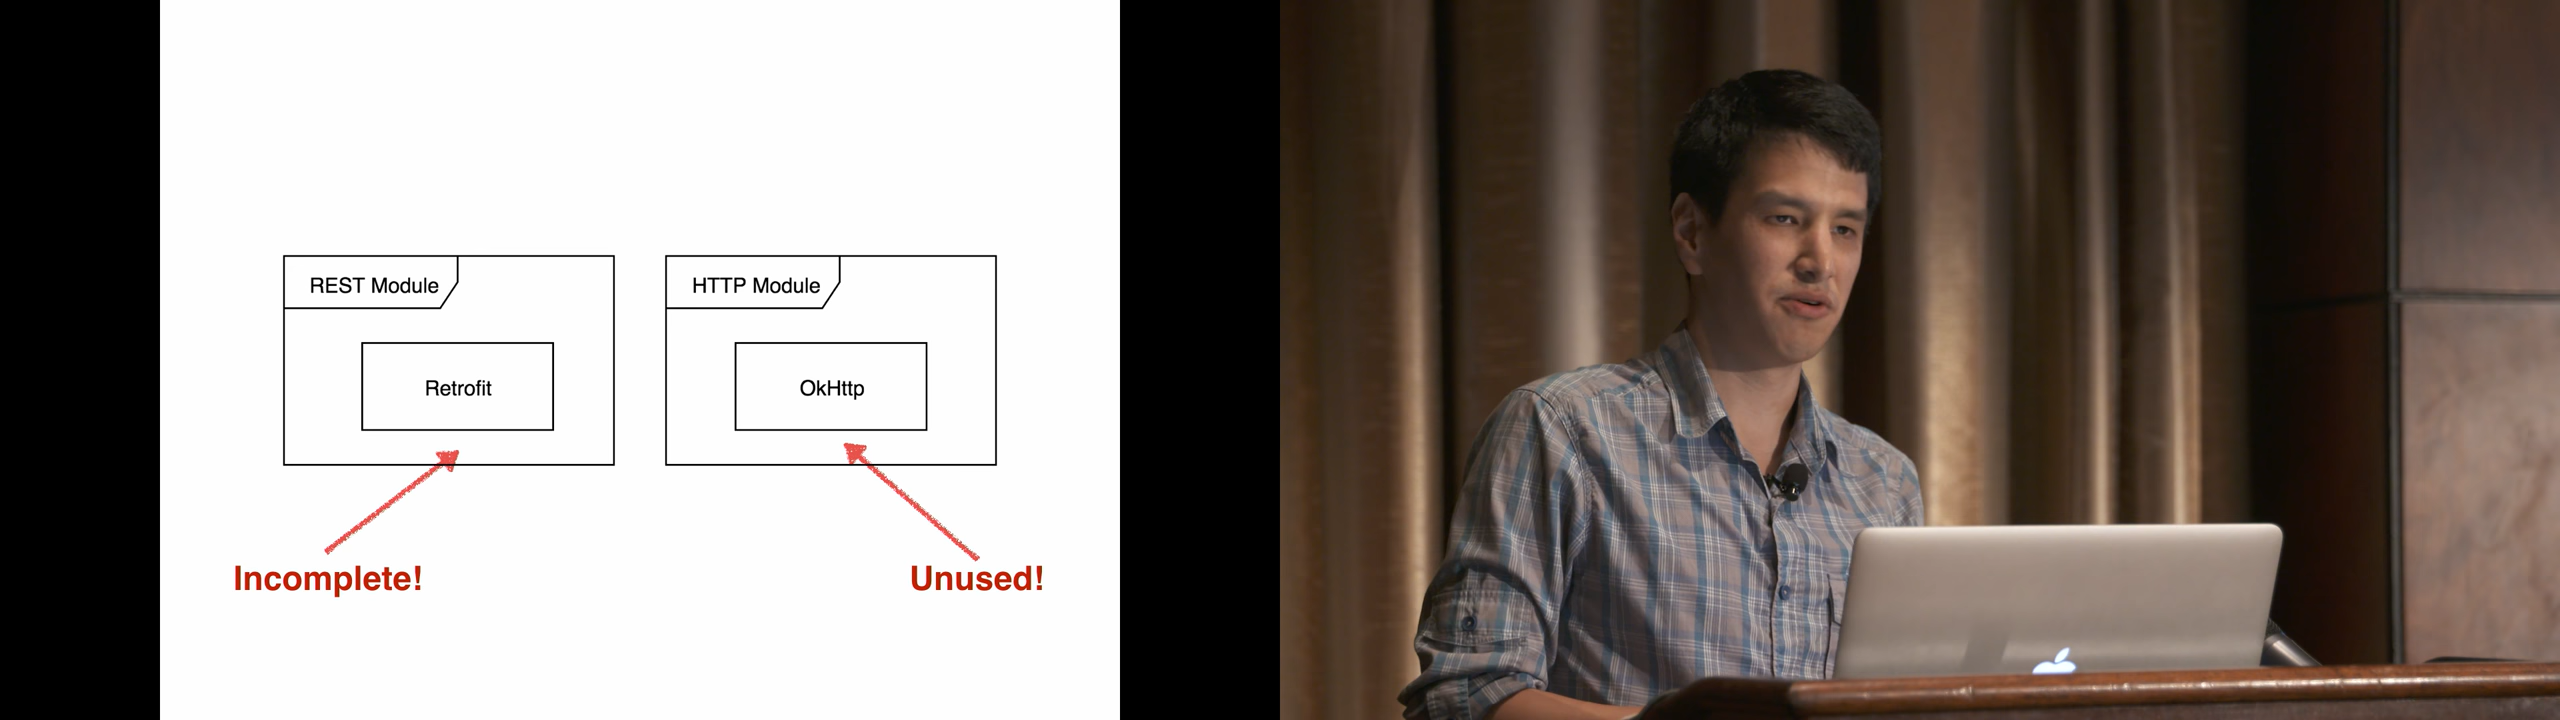 REST Module
HTTP Module
Retrofit
OkHttp
Incomplete!
Unused!